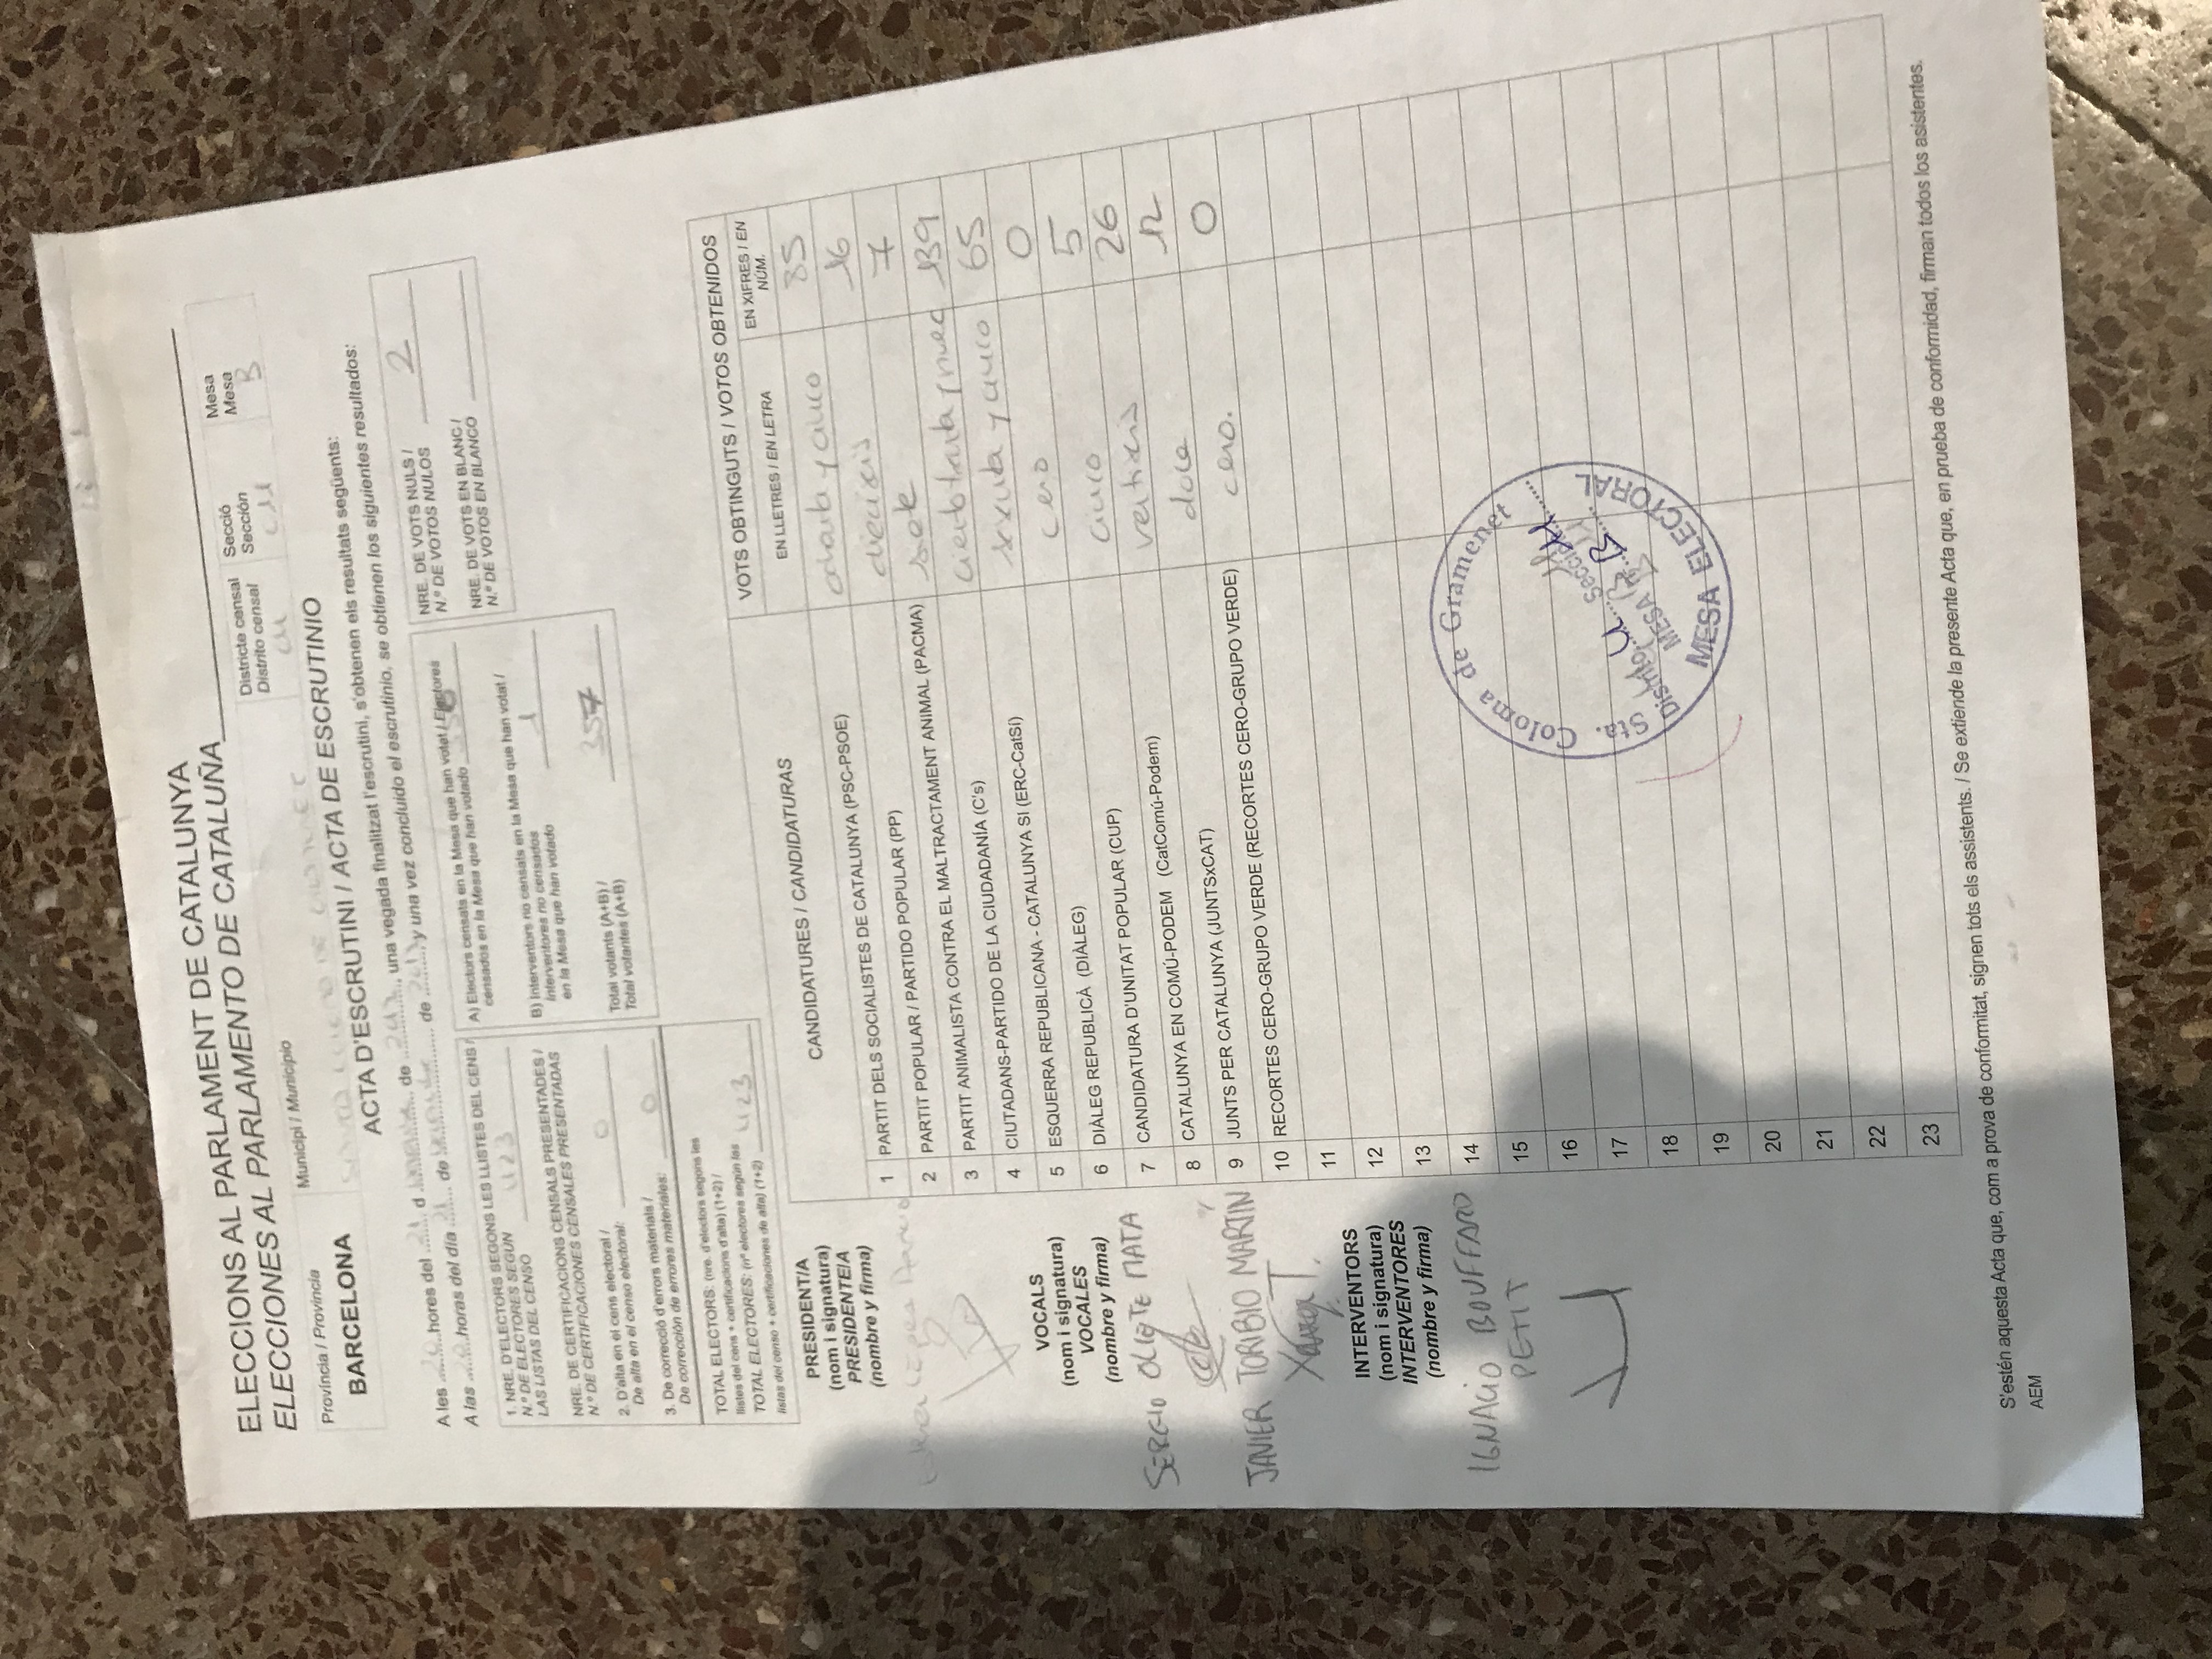 ELECCIONS AL PARLAMENT DE CATALUNYA
ELECCIONES AL PARLAMENTO DE CATALUÑA
Província / Provincia
BARCELONA
Municipi / Municipio
Districte censal
Distrito censal
Secció
Sección
Mesa
Mesa
B
ACTA D'ESCRUTINI / ACTA DE ESCRUTINIO
A les 20 hores del 21 d de 2017, una vegada finalitzat l'escrutini, s'obtenen els resultats següents:
A las 20 horas del día 21 de de 2017 y una vez concluido el escrutinio, se obtienen los siguientes resultados:
1. NRE. D'ELECTORS SEGONS LES LLISTES DEL CENS /
N.º DE ELECTORES SEGÚN
LAS LISTAS DEL CENSO 423
NRE. DE CERTIFICACIONS CENSALS PRESENTADES /
N.º DE CERTIFICACIONES CENSALES PRESENTADAS
2. D'alta en el cens electoral /
De alta en el censo electoral: 0
3. De correcció d'errors materials /
De corrección de errores materiales: 0
TOTAL ELECTORS: (nre. d'electors segons les
llistes del cens + certificacions d'alta) (1+2) /
TOTAL ELECTORES: (nº electores según las
listas del censo + certificaciones de alta) (1+2) 423
A) Electors censats en la Mesa que han votat / Electores
censados en la Mesa que han votado 356
B) Interventors no censats en la Mesa que han votat /
Interventores no censados
en la Mesa que han votado 1
Total votants (A+B) /
Total votantes (A+B) 357
NRE. DE VOTS NULS /
N.º DE VOTOS NULOS 2
NRE. DE VOTS EN BLANC /
N.º DE VOTOS EN BLANCO
PRESIDENT/A
(nom i signatura)
PRESIDENTE/A
(nombre y firma)
López
VOCALS
(nom i signatura)
VOCALES
(nombre y firma)
SERGIO OLIETE MATA
JAVIER TORIBIO MARTÍN
INTERVENTORS
(nom i signatura)
INTERVENTORES
(nombre y firma)
IGNACIO BOUFFARD
PETIT
CANDIDATURES / CANDIDATURAS
VOTS OBTINGUTS / VOTOS OBTENIDOS
EN LLETRES / EN LETRA
EN XIFRES / EN
NÚM.
1 PARTIT DELS SOCIALISTES DE CATALUNYA (PSC-PSOE) ochenta y cinco 85
2 PARTIT POPULAR / PARTIDO POPULAR (PP) dieciseis 16
3 PARTIT ANIMALISTA CONTRA EL MALTRACTAMENT ANIMAL (PACMA) siete 7
4 CIUTADANS-PARTIDO DE LA CIUDADANÍA (C's) ciento treinta y nueve 139
5 ESQUERRA REPUBLICANA - CATALUNYA SI (ERC-CatSí) sesenta y cinco 65
6 DIÀLEG REPUBLICÀ (DIÀLEG) cero 0
7 CANDIDATURA D'UNITAT POPULAR (CUP) cinco 5
8 CATALUNYA EN COMÚ-PODEM (CatComú-Podem) veintiseis 26
9 JUNTS PER CATALUNYA (JUNTSxCAT) doce 12
10 RECORTES CERO-GRUPO VERDE (RECORTES CERO-GRUPO VERDE) cero. 0
11
12
13
14
15
16
17
18
19
20
21
22
23
Sta. Coloma de Gramenet
Distrito Sección
MESA B
MESA ELECTORAL
S'estén aquesta Acta que, com a prova de conformitat, signen tots els assistents. / Se extiende la presente Acta que, en prueba de conformidad, firman todos los asistentes.
AEM